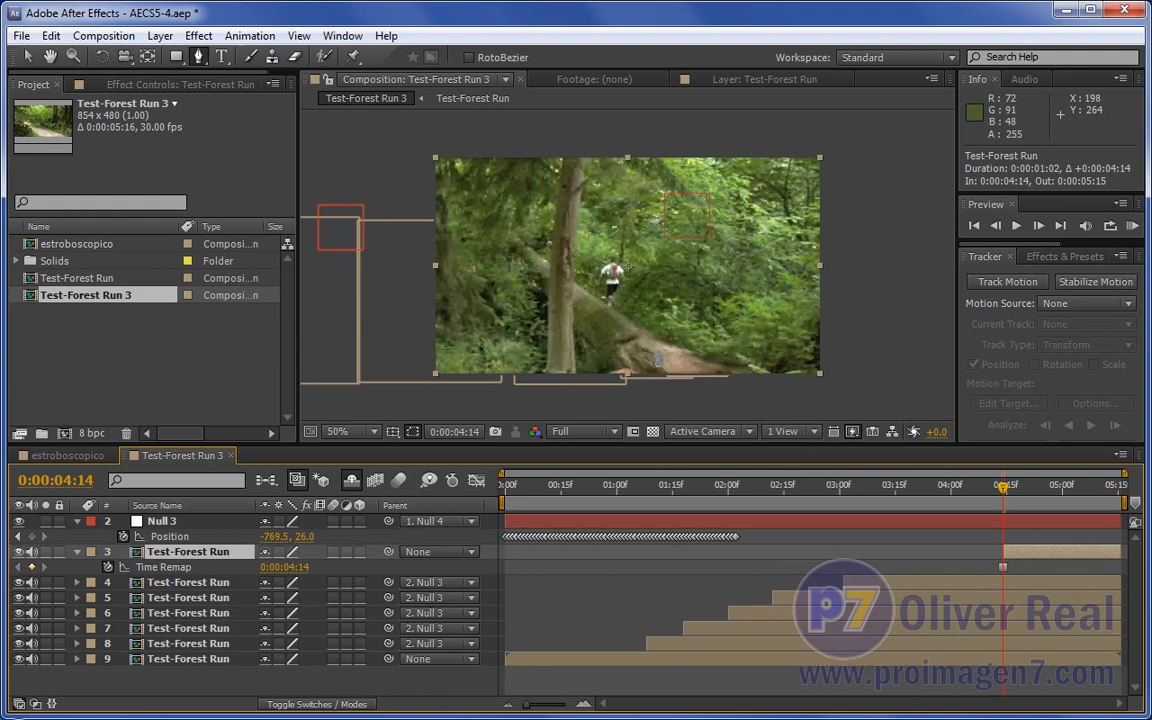 Adobe After Effects - AECS5-4.aep *
File Edit Composition Layer Effect Animation View Window Help
RotoBezier
Workspace: Standard
Search Help
Project Effect Controls: Test-Forest Run
Composition: Test-Forest Run 3
Footage: (none)
Layer: Test-Forest Run
Info Audio
Test-Forest Run 3
854 x 480 (1.00)
Δ 0:00:05:16, 30.00 fps
Test-Forest Run 3 Test-Forest Run
R: 72
G: 91
B: 48
A: 255
X: 198
Y: 264
Test-Forest Run
Duration: 0:00:01:02, Δ +0:04:14
In: 0:00:04:14, Out: 0:00:05:15
Preview
Name Type Size
estroboscopico Composi...n
Solids Folder
Test-Forest Run Composi...n
Test-Forest Run 3 Composi...n
Tracker Effects & Presets
Track Motion Stabilize Motion
Motion Source: None
Current Track: None
Track Type: Transform
Position Rotation Scale
Motion Target:
Edit Target... Options...
Analyze:
8 bpc
50% 0:00:04:14 Full Active Camera 1 View +0.0
estroboscopico Test-Forest Run 3
0:00:04:14
:00f 00:15f 01:00f 01:15f 02:00f 02:15f 03:00f 03:15f 04:00f 04:15f 05:00f 05:15
# Source Name Parent
2 Null 3 1. Null 4
Position -769.5, 26.0
3 Test-Forest Run None
Time Remap 0:00:04:14
4 Test-Forest Run 2. Null 3
5 Test-Forest Run 2. Null 3
6 Test-Forest Run 2. Null 3
7 Test-Forest Run 2. Null 3
8 Test-Forest Run 2. Null 3
9 Test-Forest Run None
Toggle Switches / Modes
p7 Oliver Real
www.proimagen7.com